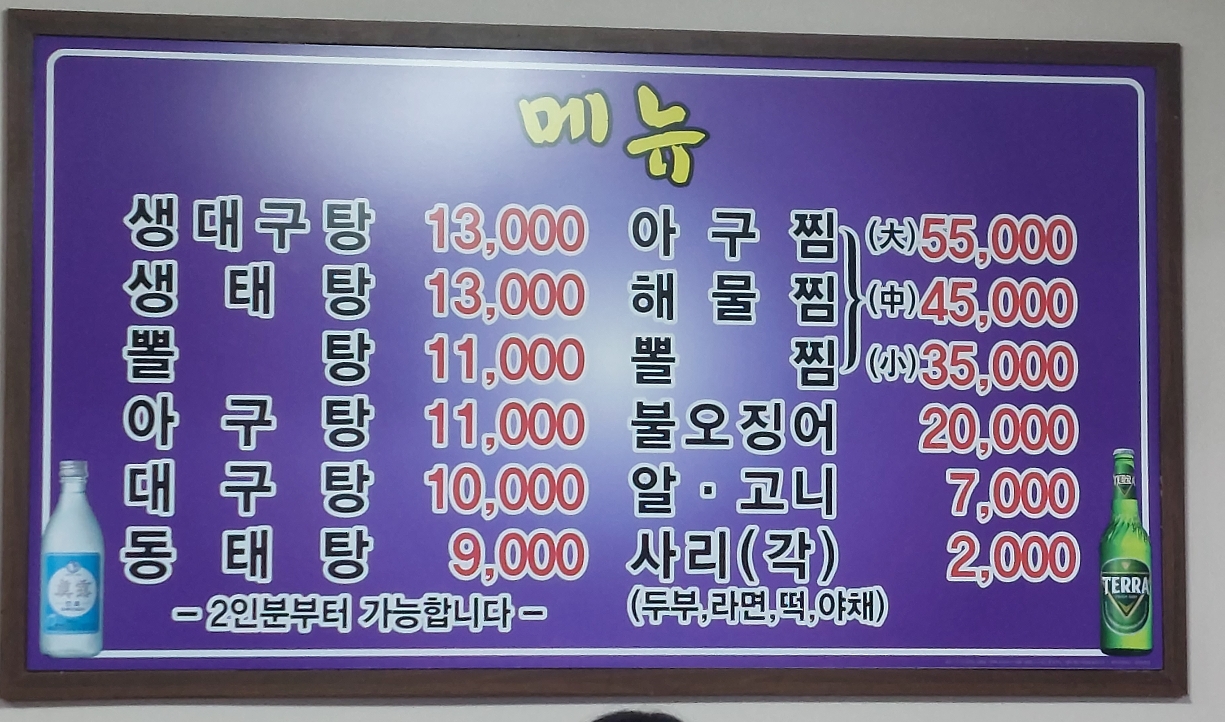 메뉴
생대구탕 13,000
생태탕 13,000
뽈탕 11,000
아구탕 11,000
대구탕 10,000
동태탕 9,000
- 2인분부터 가능합니다 -
아구찜 (大) 55,000
해물찜 (中) 45,000
뽈찜 (小) 35,000
불오징어 20,000
알·고니 7,000
사리(각) 2,000
(두부,라면,떡,야채)
TERRA
TERRA